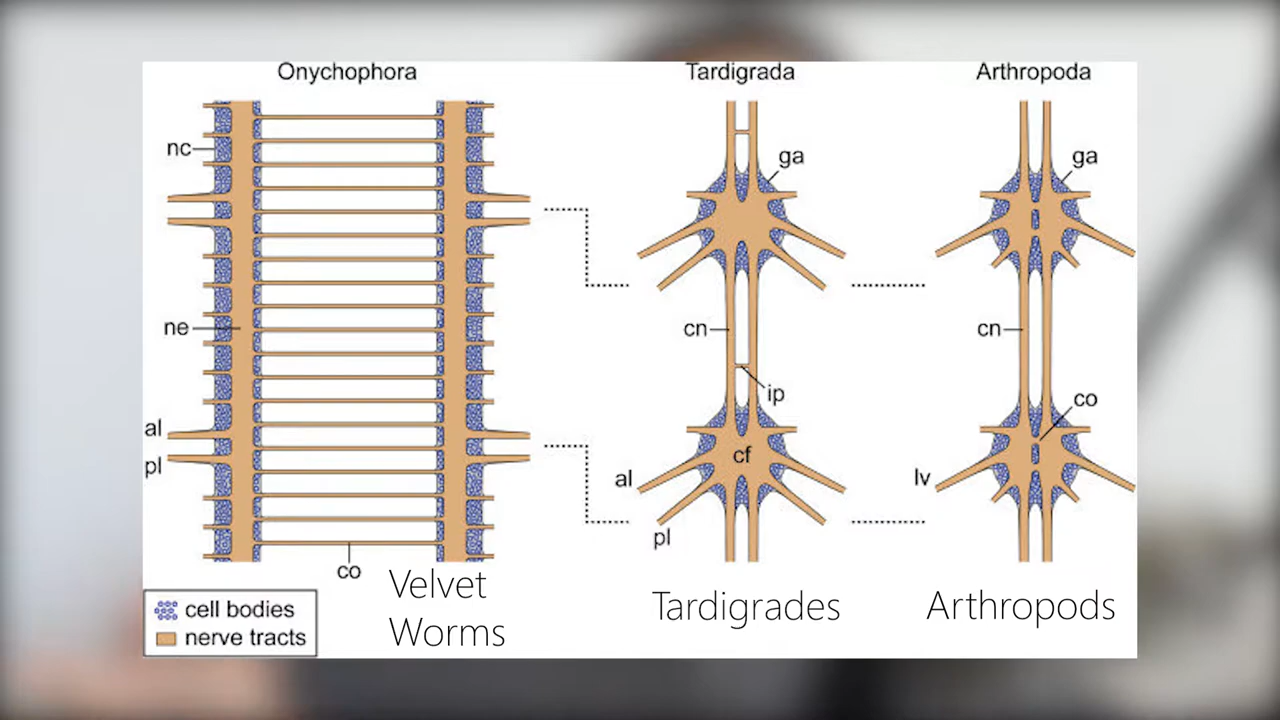 Onychophora
Tardigrada
Arthropoda
nc
ga
ga
ne
cn
cn
ip
co
al
pl
cf
al
lv
pl
co
Velvet
Worms
Tardigrades
Arthropods
cell bodies
nerve tracts